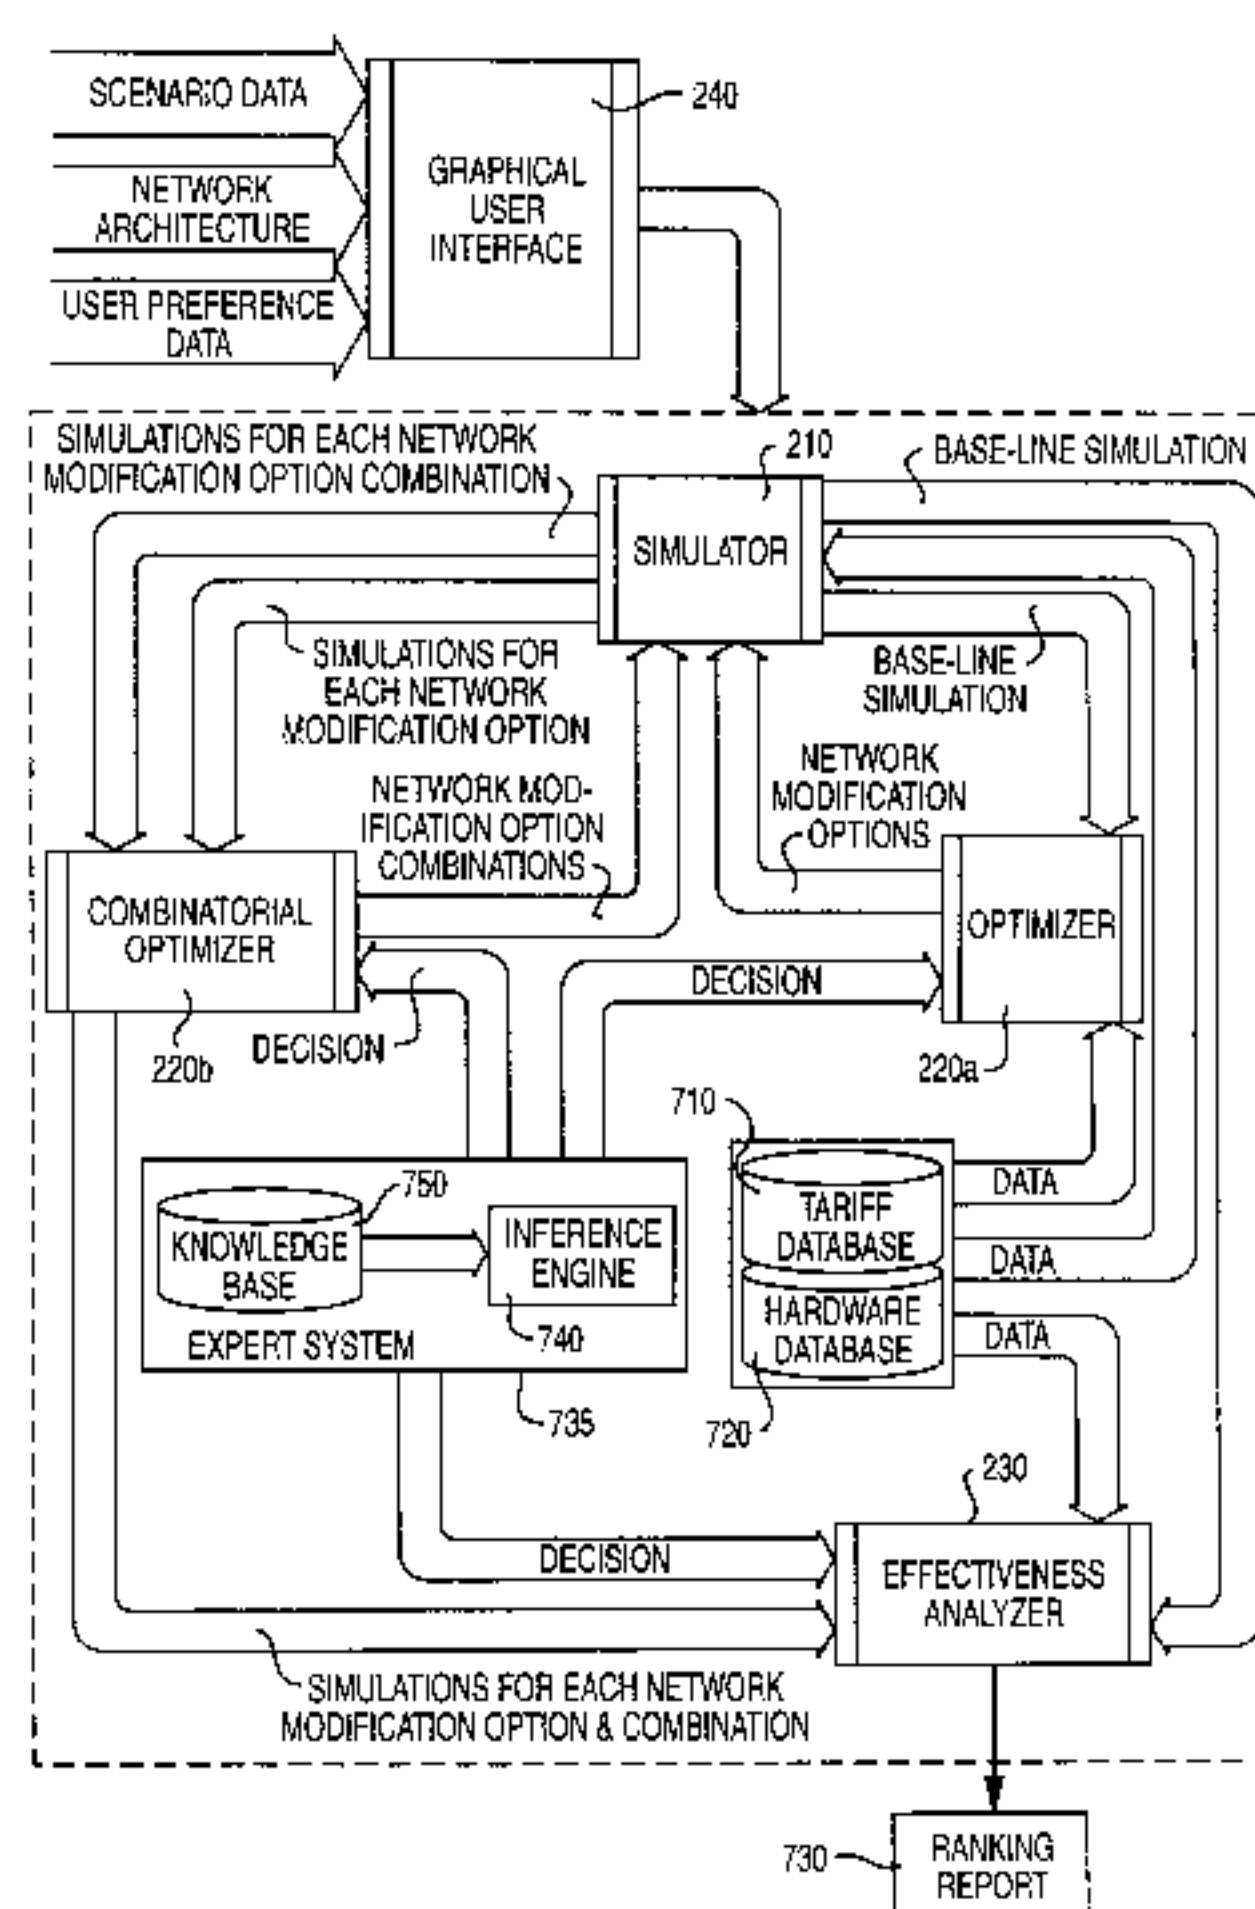 SCENARIO DATA
240
GRAPHICAL
USER
INTERFACE
NETWORK
ARCHITECTURE
USER PREFERENCE
DATA
SIMULATIONS FOR EACH NETWORK
MODIFICATION OPTION COMBINATION
210
BASE-LINE SIMULATION
SIMULATOR
SIMULATIONS FOR
EACH NETWORK
MODIFICATION OPTION
BASE-LINE
SIMULATION
NETWORK MOD-
IFICATION OPTION
COMBINATIONS
NETWORK
MODIFICATION
OPTIONS
COMBINATORIAL
OPTIMIZER
OPTIMIZER
DECISION
DECISION
220b
220a
710
750
KNOWLEDGE
BASE
INFERENCE
ENGINE
740
EXPERT SYSTEM
735
TARIFF
DATABASE
HARDWARE
DATABASE
720
DATA
DATA
DATA
230
DECISION
EFFECTIVENESS
ANALYZER
SIMULATIONS FOR EACH NETWORK
MODIFICATION OPTION & COMBINATION
730
RANKING
REPORT